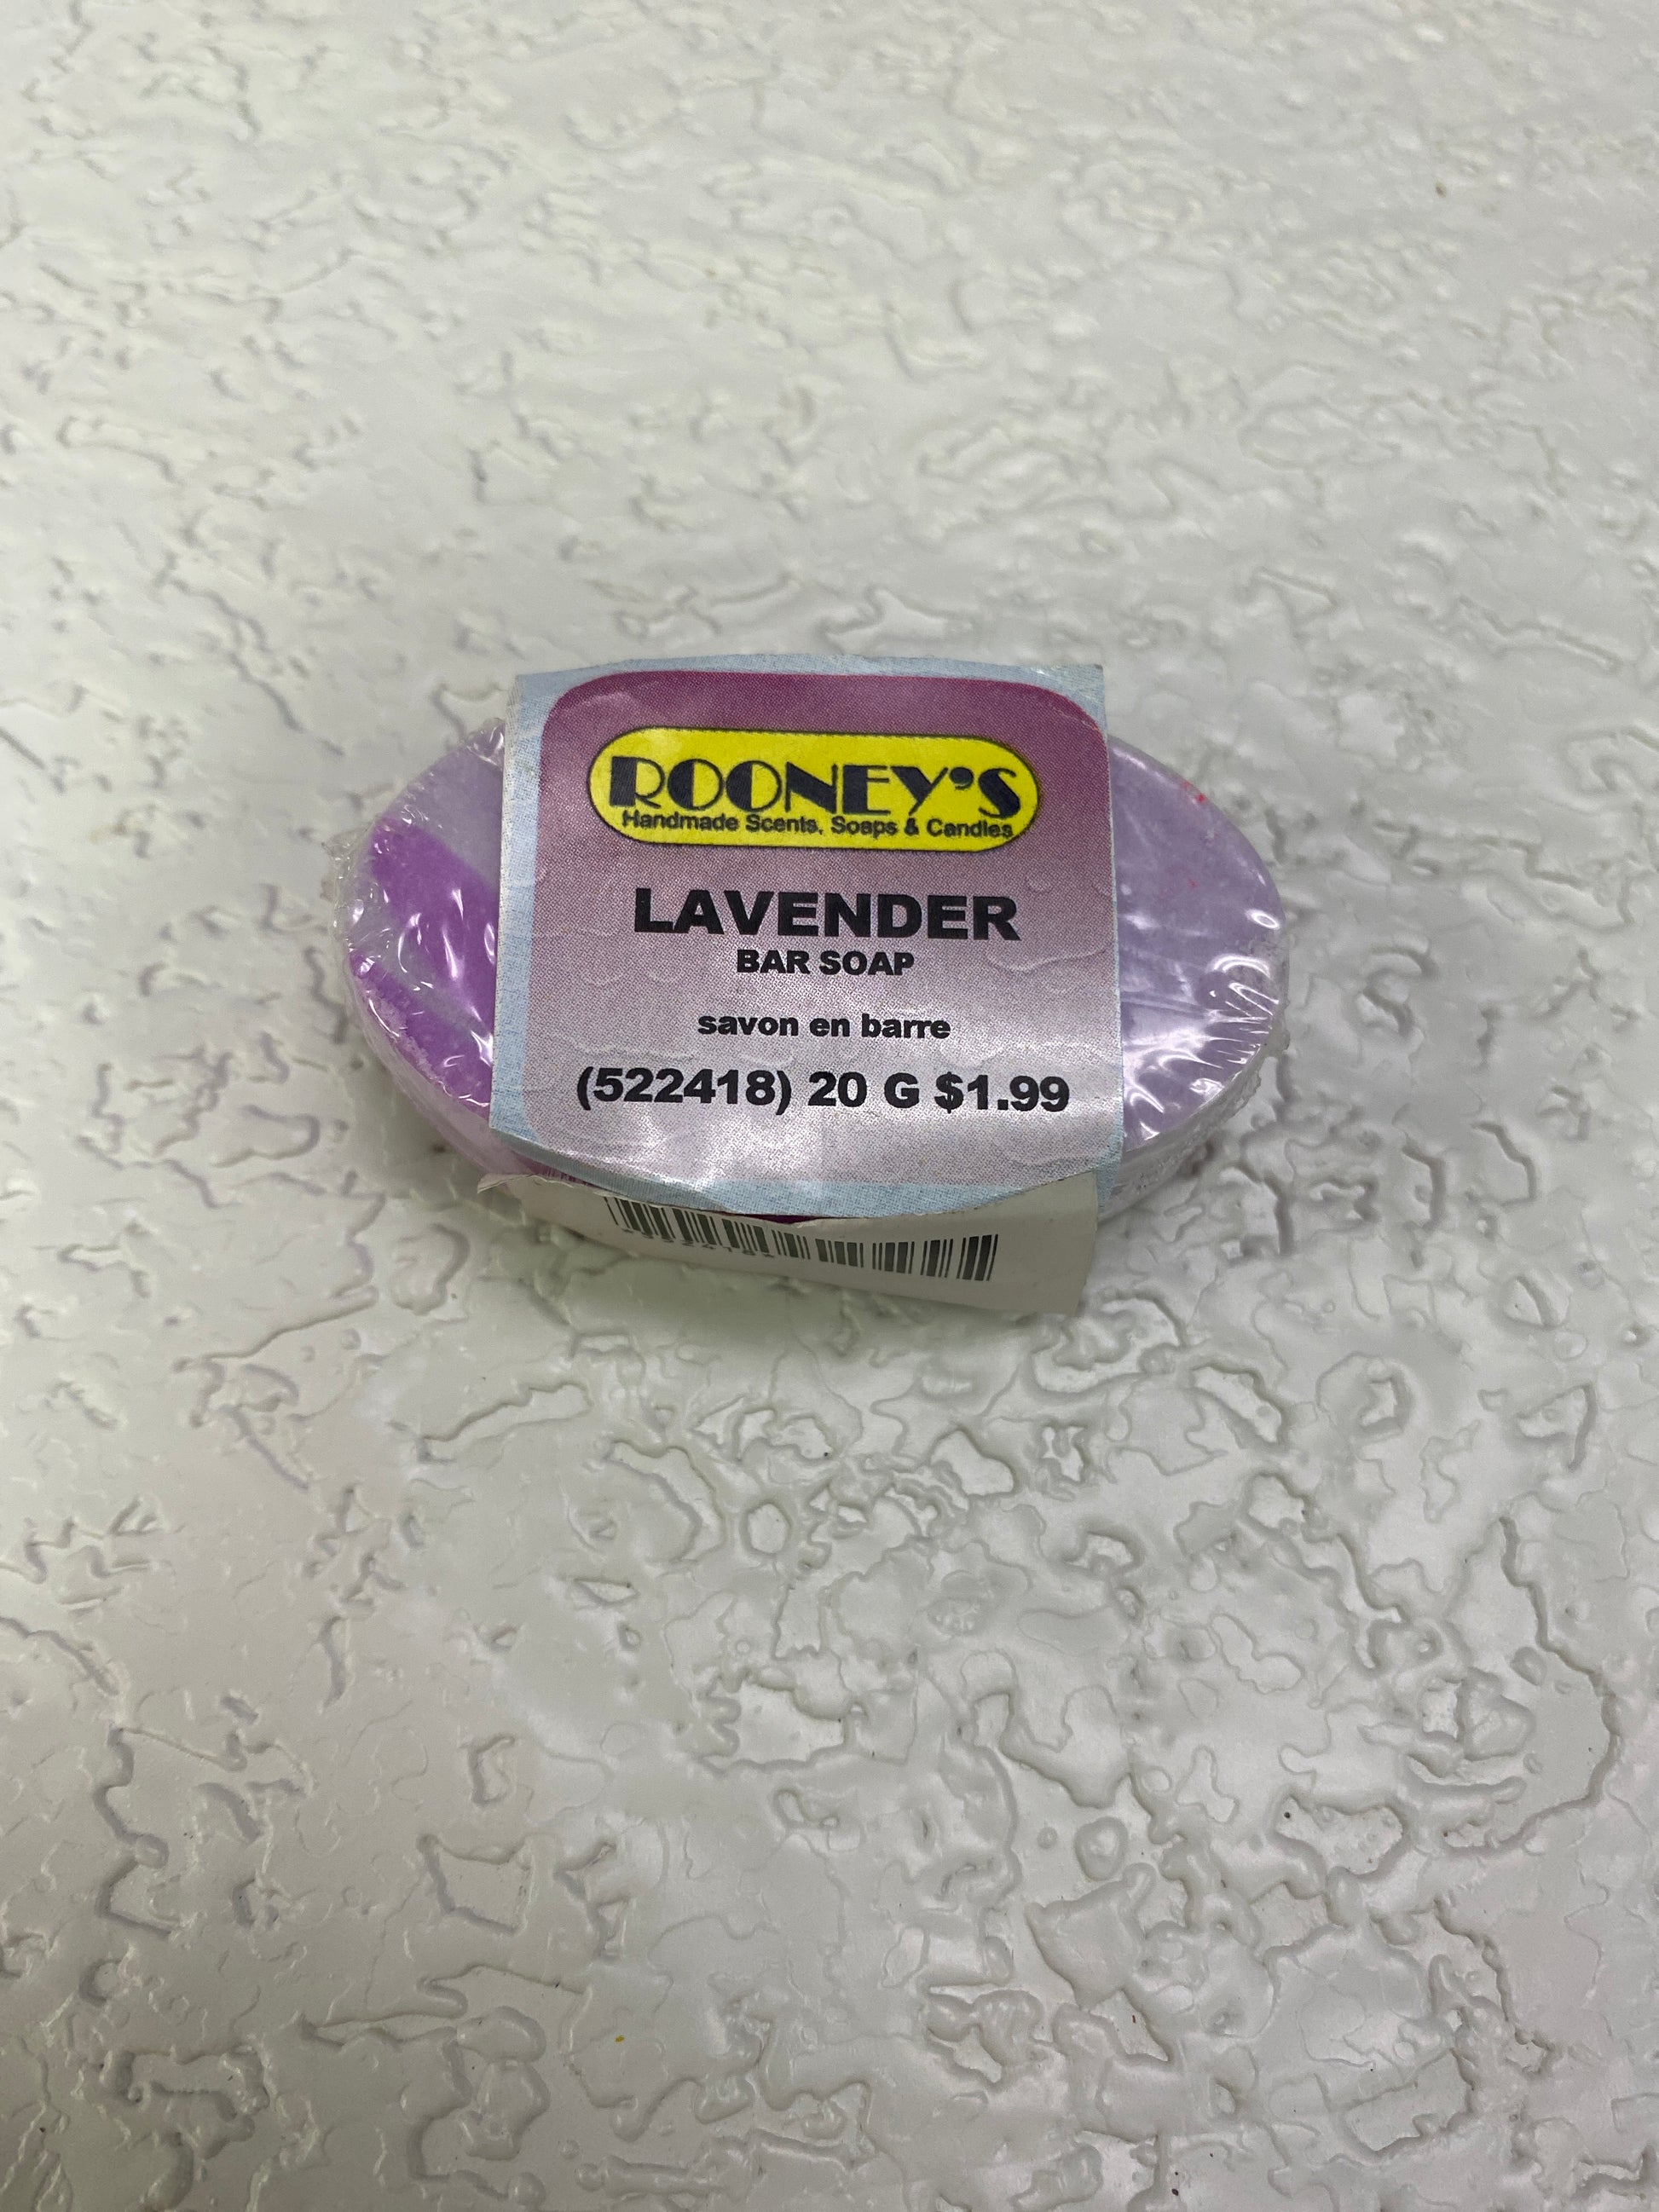 ROONEY'S
Handmade Scents, Soaps & Candles
LAVENDER
BAR SOAP
savon en barre
(522418) 20 G $1.99